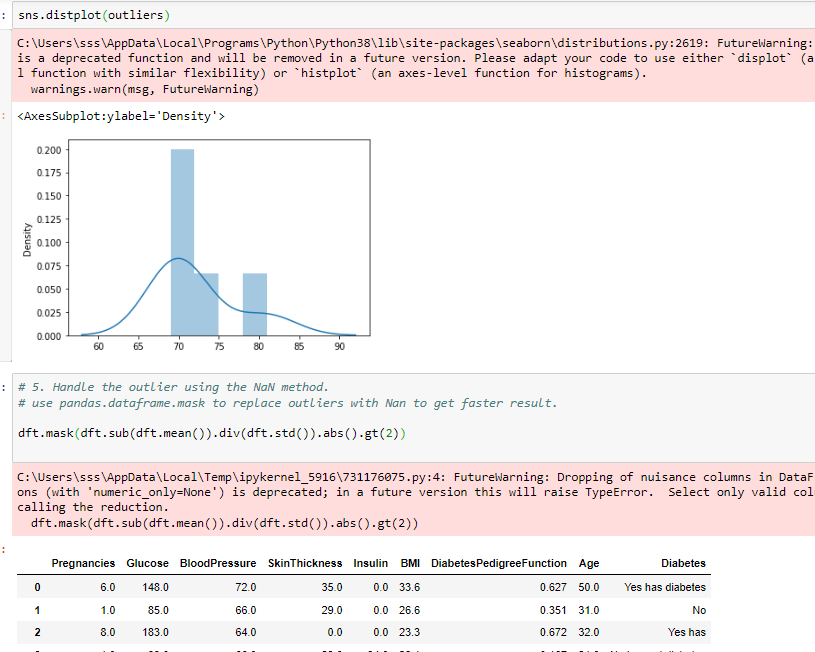 : sns.distplot(outliers)
C:\Users\sss\AppData\Local\Programs\Python\Python38\lib\site-packages\seaborn\distributions.py:2619: FutureWarning:
is a deprecated function and will be removed in a future version. Please adapt your code to use either `displot` (a
l function with similar flexibility) or `histplot` (an axes-level function for histograms).
warnings.warn(msg, FutureWarning)
: <AxesSubplot:ylabel='Density'>
0.200
0.175
0.150
0.125
0.100
0.075
0.050
0.025
0.000
Density
60 65 70 75 80 85 90
: # 5. Handle the outlier using the NaN method.
# use pandas.dataframe.mask to replace outliers with Nan to get faster result.
dft.mask(dft.sub(dft.mean()).div(dft.std()).abs().gt(2))
C:\Users\sss\AppData\Local\Temp\ipykernel_5916\731176075.py:4: FutureWarning: Dropping of nuisance columns in DataF
ons (with 'numeric_only=None') is deprecated; in a future version this will raise TypeError.  Select only valid col
calling the reduction.
dft.mask(dft.sub(dft.mean()).div(dft.std()).abs().gt(2))
:
Pregnancies Glucose BloodPressure SkinThickness Insulin BMI DiabetesPedigreeFunction Age Diabetes
0 6.0 148.0 72.0 35.0 0.0 33.6 0.627 50.0 Yes has diabetes
1 1.0 85.0 66.0 29.0 0.0 26.6 0.351 31.0 No
2 8.0 183.0 64.0 0.0 0.0 23.3 0.672 32.0 Yes has